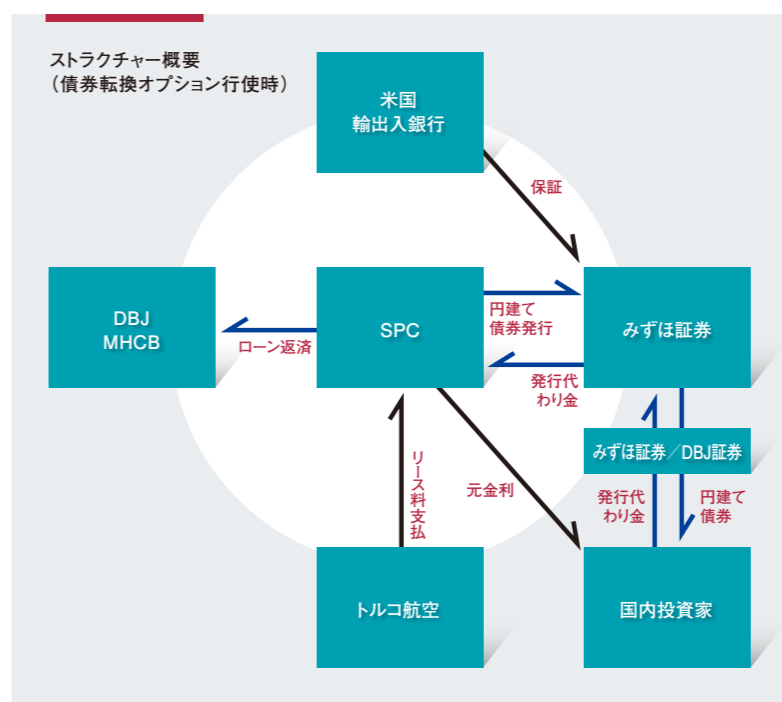 ストラクチャー概要
（債券転換オプション行使時）
米国
輸出入銀行
保証
DBJ
MHCB
ローン返済
SPC
円建て
債券発行
発行代
わり金
みずほ証券
みずほ証券／DBJ証券
リース料支払
元金利
発行代
わり金
円建て
債券
トルコ航空
国内投資家